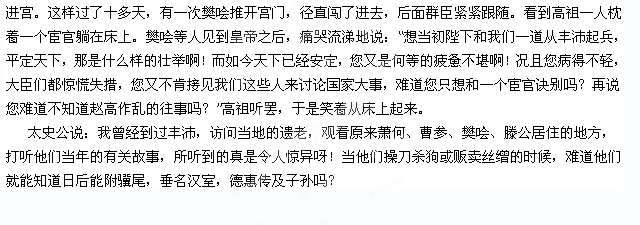 进宫。这样过了十多天，有一次樊哙推开宫门，径直闯了进去，后面群臣紧紧跟随。看到高祖一人枕
着一个宦官躺在床上。樊哙等人见到皇帝之后，痛哭流涕地说：“想当初陛下和我们一道从丰沛起兵，
平定天下，那是什么样的壮举啊！而如今天下已经安定，您又是何等的疲惫不堪啊！况且您病得不轻，
大臣们都惊慌失措，您又不肯接见我们这些人来讨论国家大事，难道您只想和一个宦官诀别吗？再说
您难道不知道赵高作乱的往事吗？”高祖听罢，于是笑着从床上起来。
太史公说：我曾经到过丰沛，访问当地的遗老，观看原来萧何、曹参、樊哙、滕公居住的地方，
打听他们当年的有关故事，所听到的真是令人惊异呀！当他们操刀杀狗或贩卖丝缯的时候，难道他们
就能知道日后能附骥尾，垂名汉室，德惠传及子孙吗？